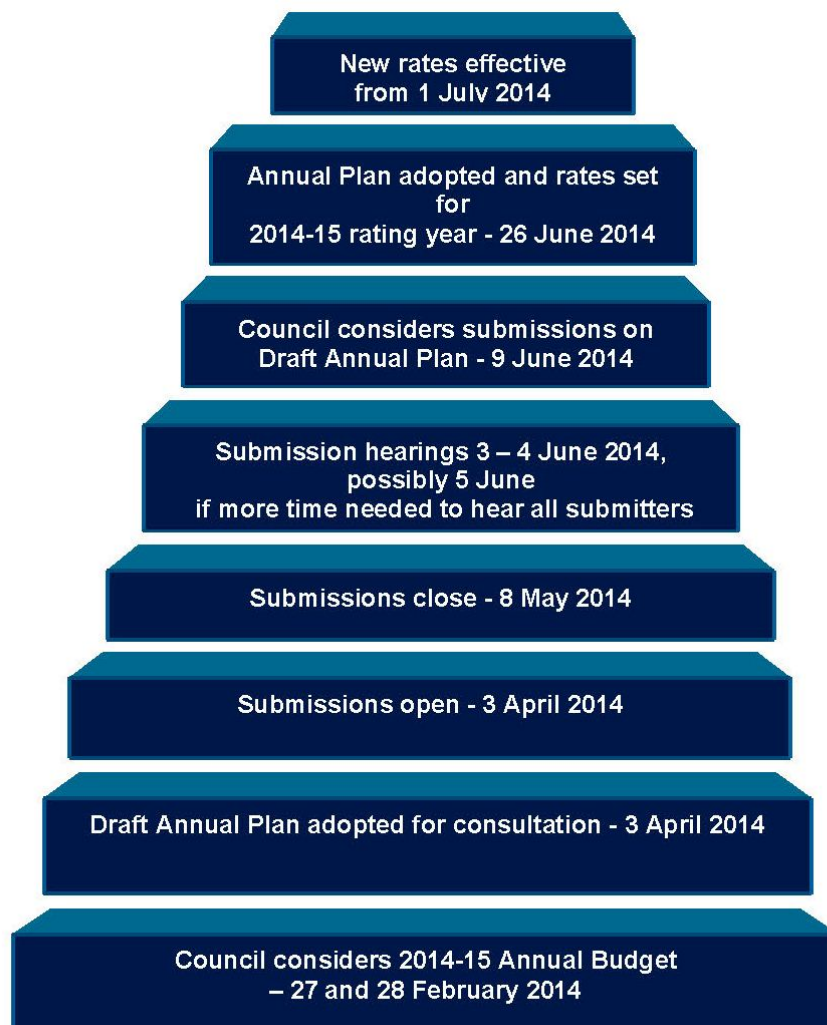 New rates effective
from 1 July 2014
Annual Plan adopted and rates set
for
2014-15 rating year - 26 June 2014
Council considers submissions on
Draft Annual Plan - 9 June 2014
Submission hearings 3 – 4 June 2014,
possibly 5 June
if more time needed to hear all submitters
Submissions close - 8 May 2014
Submissions open - 3 April 2014
Draft Annual Plan adopted for consultation - 3 April 2014
Council considers 2014-15 Annual Budget
– 27 and 28 February 2014